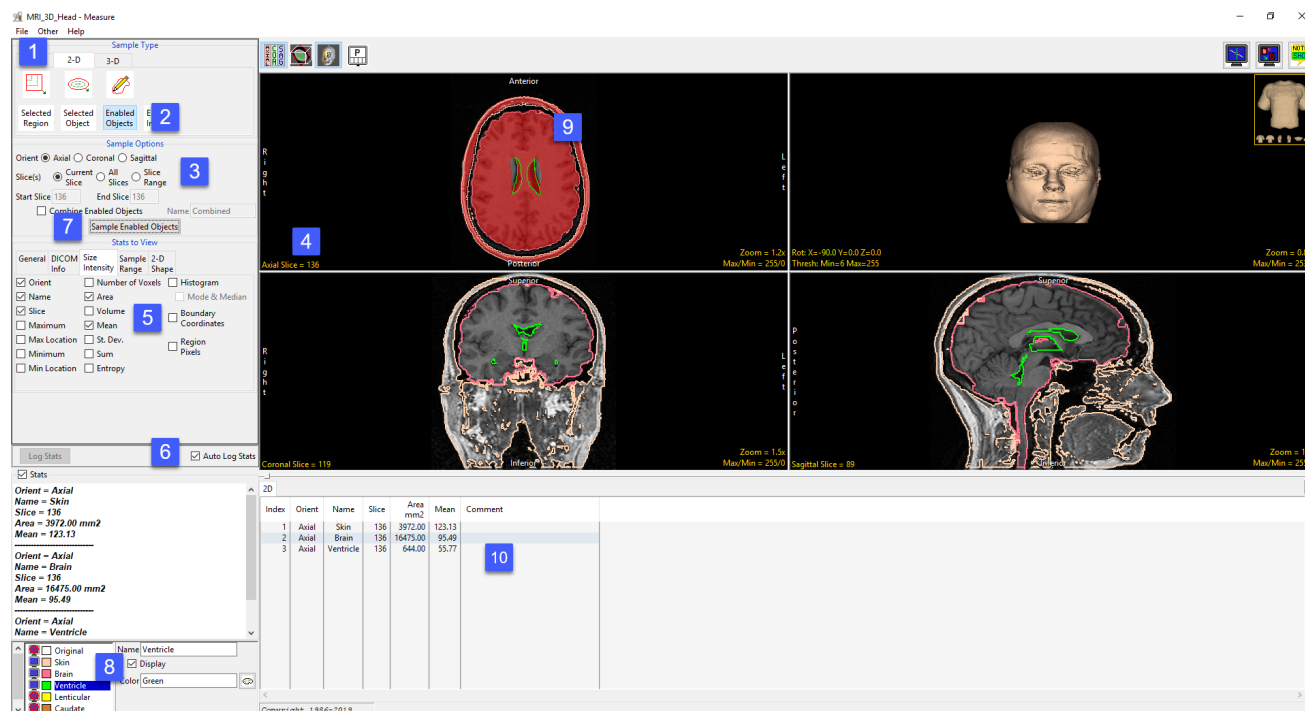 MRI_3D_Head - Measure
File Other Help
Sample Type
1
2-D
3-D
Selected Region
Selected Object
Enabled Objects
2
Sample Options
Orient Axial Coronal Sagittal
Slice(s) Current Slice All Slices Slice Range
3
Start Slice 136 End Slice 136
Combine Enabled Objects Name Combined
7
Sample Enabled Objects
Stats to View
General
DICOM Info
Size Intensity
Sample Range
2-D Shape
Orient Number of Voxels Histogram
Name Area Mode & Median
Slice Volume Boundary Coordinates
Maximum Mean
5
Max Location St. Dev. Region Pixels
Minimum Sum
Min Location Entropy
Log Stats
6
Auto Log Stats
Stats
Orient = Axial
Name = Skin
Slice = 136
Area = 3972.00 mm2
Mean = 123.13
-----------------------------
Orient = Axial
Name = Brain
Slice = 136
Area = 16475.00 mm2
Mean = 95.49
-----------------------------
Orient = Axial
Name = Ventricle
Original
Skin
Brain
Ventricle
Lenticular
Caudate
8
Name Ventricle
Display
Color Green
P
Anterior
9
Right
Left
4
Axial Slice = 136
Posterior
Zoom = 1.2x
Max/Min = 255/0
Rot: X= -90.0 Y=0.0 Z=0.0
Thresh: Min=6 Max=255
Superior
Right
Left
Coronal Slice = 119
Inferior
Zoom = 1.5x
Max/Min = 255/0
Superior
Posterior
Sagittal Slice = 89
Inferior
2D
Index Orient Name Slice Area mm2 Mean Comment
1 Axial Skin 136 3972.00 123.13
2 Axial Brain 136 16475.00 95.49
3 Axial Ventricle 136 644.00 55.77
10
Copyright 1986-2019